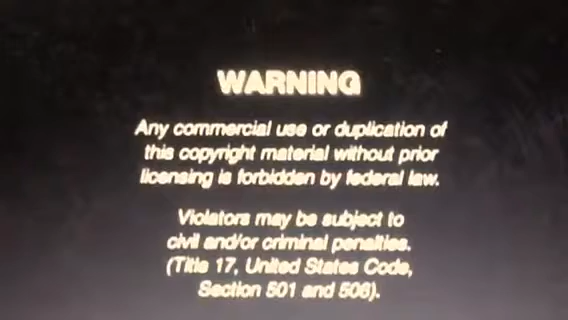 WARNING
Any commercial use or duplication of
this copyright material without prior
licensing is forbidden by federal law.
Violators may be subject to
civil and/or criminal penalties.
(Title 17, United States Code,
Section 501 and 506).